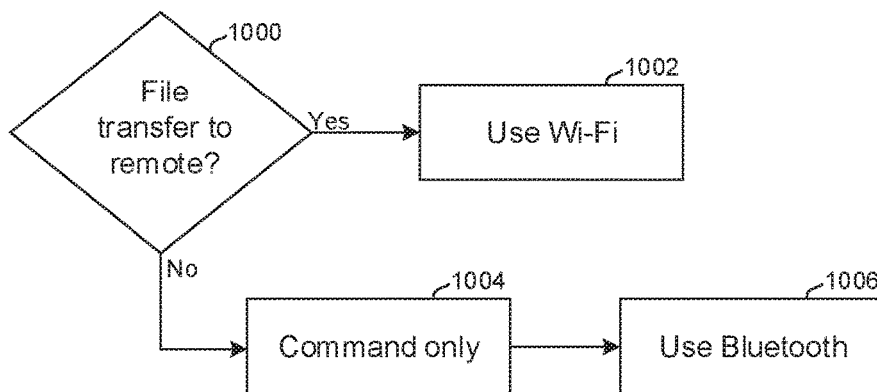 1000
File
transfer to
remote?
Yes
1002
Use Wi-Fi
No
1004
Command only
1006
Use Bluetooth